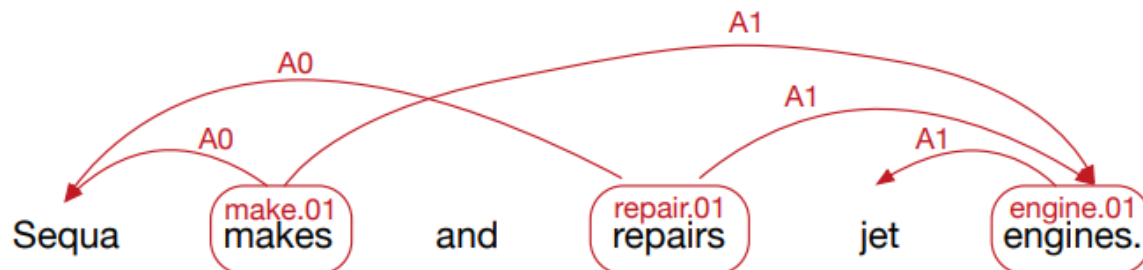 A1
A0
A1
A0 A1
make.01 repair.01 engine.01
Sequa makes and repairs jet engines.